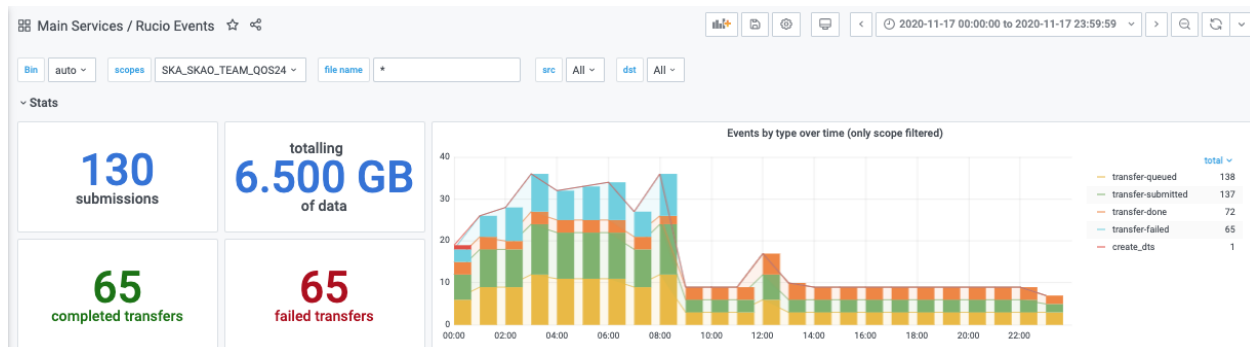 Main Services / Rucio Events
2020-11-17 00:00:00 to 2020-11-17 23:59:59
Bin auto scopes SKA_SKAO_TEAM_QOS24 file name * src All dst All
Stats
130
submissions
totalling
6.500 GB
of data
65
completed transfers
65
failed transfers
Events by type over time (only scope filtered)
40
30
20
10
0
00:00 02:00 04:00 06:00 08:00 10:00 12:00 14:00 16:00 18:00 20:00 22:00
total
transfer-queued 138
transfer-submitted 137
transfer-done 72
transfer-failed 65
create_dts 1